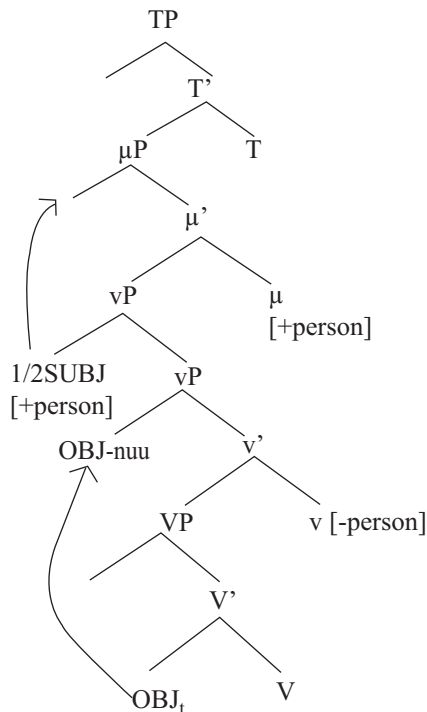 TP
T’
µP T
µ’
vP µ
[+person]
1/2SUBJ vP
[+person]
OBJ-nuu v’
VP v [-person]
V’
OBJt V